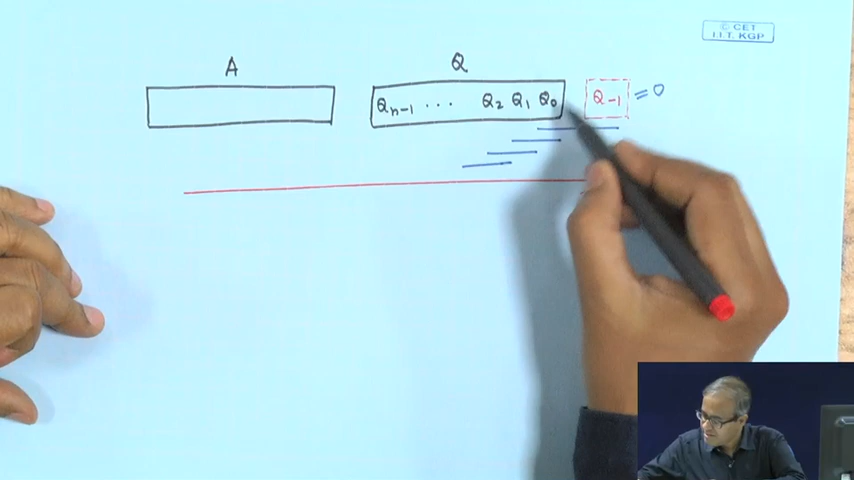 © CET
I.I.T. KGP
A Q
Qn-1 ... Q2 Q1 Q0 Q-1 = 0